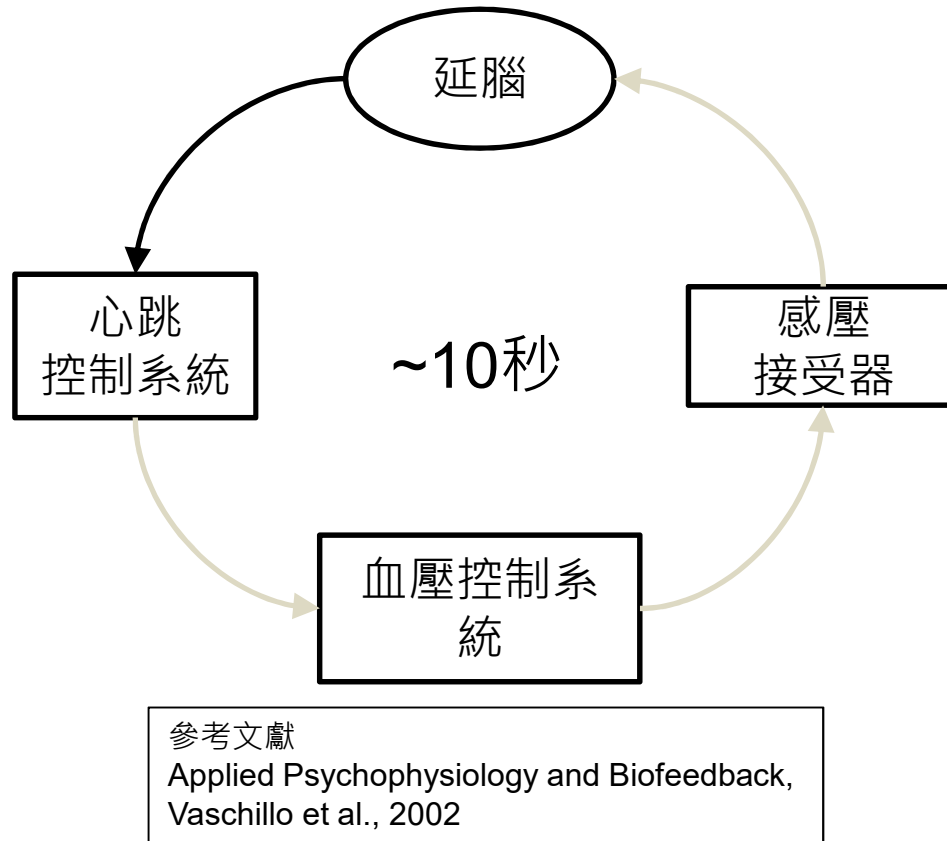 延腦
心跳
控制系統
~10秒
感壓
接受器
血壓控制系
統
參考文獻
Applied Psychophysiology and Biofeedback,
Vaschillo et al., 2002